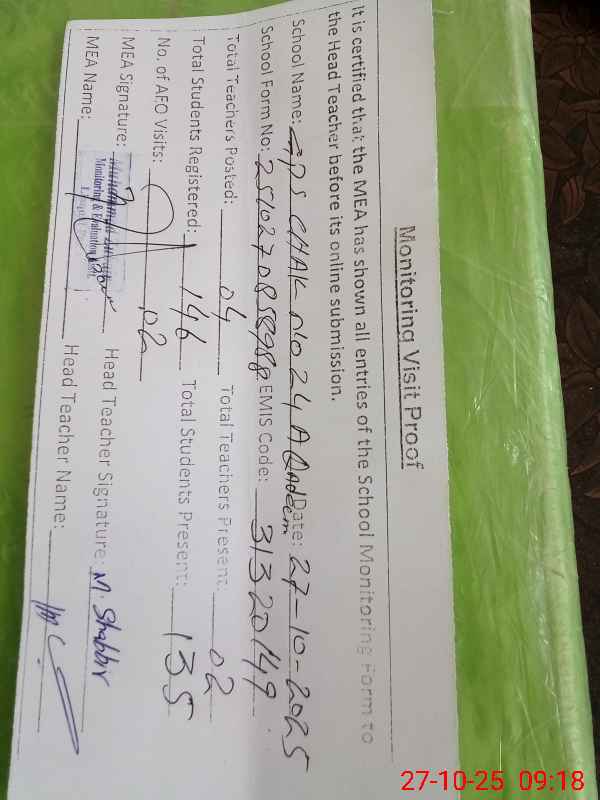 Monitoring Visit Proof
It is certified that the MEA has shown all entries of the School Monitoring Form to
the Head Teacher before its online submission.
School Name: GPS CHAK NO 24 A Qadeem Date: 27-10-2025
School Form No: EMIS Code: 31320149
Total Teachers Posted: 04 Total Teachers Present: 02
Total Students Registered: 146 Total Students Present: 135
No. of AEO Visits: 02
MEA Signature: Head Teacher Signature: M. Shabbir
Monitoring & Evaluation
MEA Name: Head Teacher Name:
27-10-25 09:18